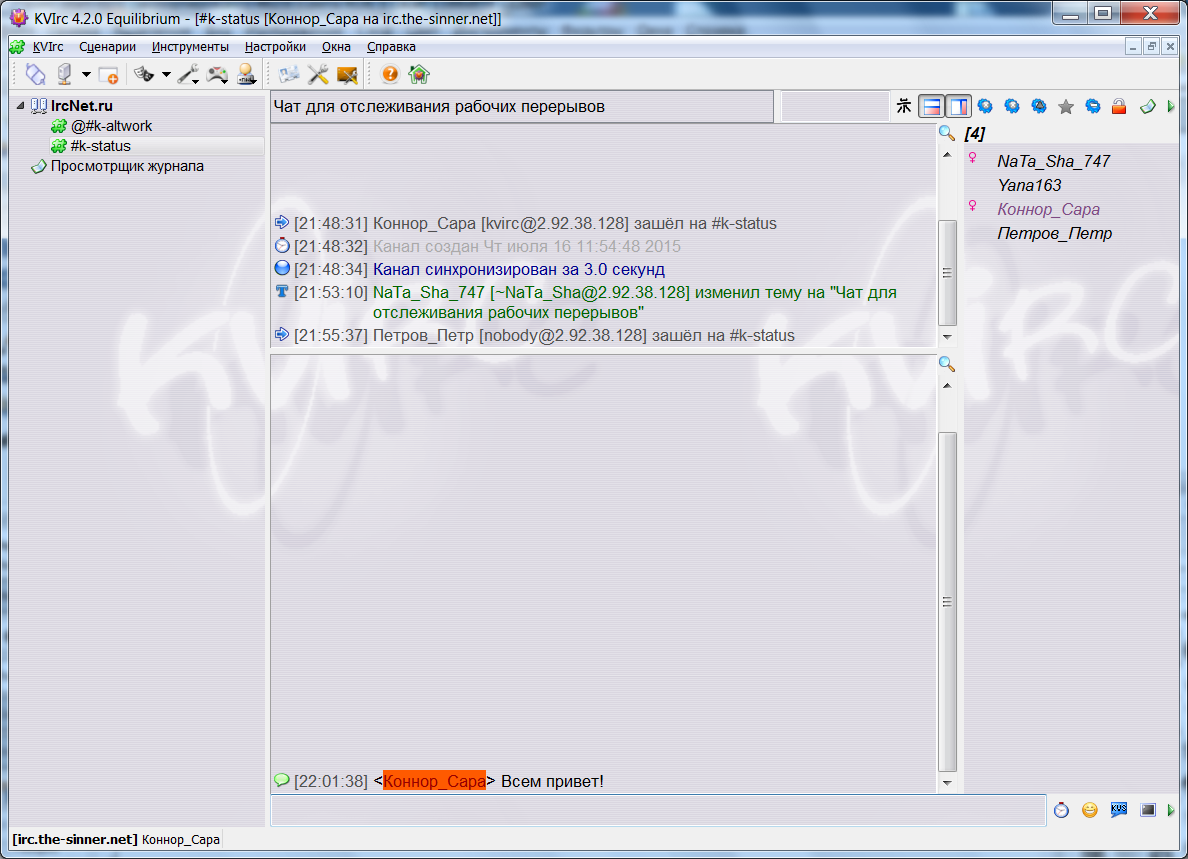 KVIrc 4.2.0 Equilibrium - [#k-status [Коннор_Сара на irc.the-sinner.net]]
KVIrc Сценарии Инструменты Настройки Окна Справка
IrcNet.ru
@#k-altwork
#k-status
Просмотрщик журнала
Чат для отслеживания рабочих перерывов
[4]
NaTa_Sha_747
Yana163
Коннор_Сара
Петров_Петр
[21:48:31] Коннор_Сара [kvirc@2.92.38.128] зашёл на #k-status
[21:48:32] Канал создан Чт июля 16 11:54:48 2015
[21:48:34] Канал синхронизирован за 3.0 секунд
[21:53:10] NaTa_Sha_747 [~NaTa_Sha@2.92.38.128] изменил тему на "Чат для
отслеживания рабочих перерывов"
[21:55:37] Петров_Петр [nobody@2.92.38.128] зашёл на #k-status
[22:01:38] <Коннор_Сара> Всем привет!
[irc.the-sinner.net] Коннор_Сара